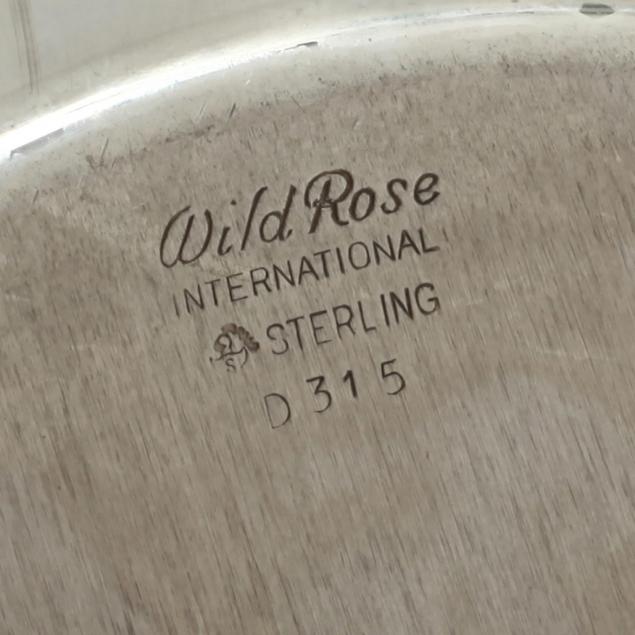 Wild Rose
INTERNATIONAL
STERLING
D 315